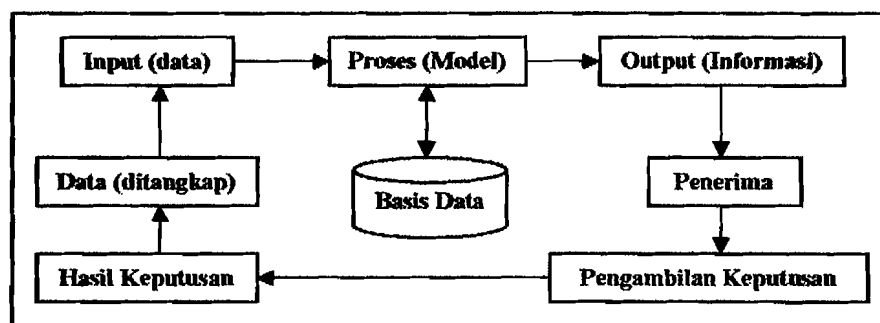 Input (data)
Proses (Model)
Output (Informasi)
Data (ditangkap)
Basis Data
Penerima
Hasil Keputusan
Pengambilan Keputusan